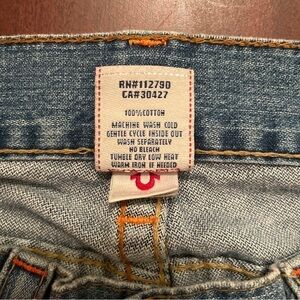 RN#112790
CA#30427
100%COTTON
MACHINE WASH COLD
GENTLE CYCLE INSIDE OUT
WASH SEPARATELY
NO BLEACH
TUMBLE DRY LOW HEAT
WARM IRON IF NEEDED